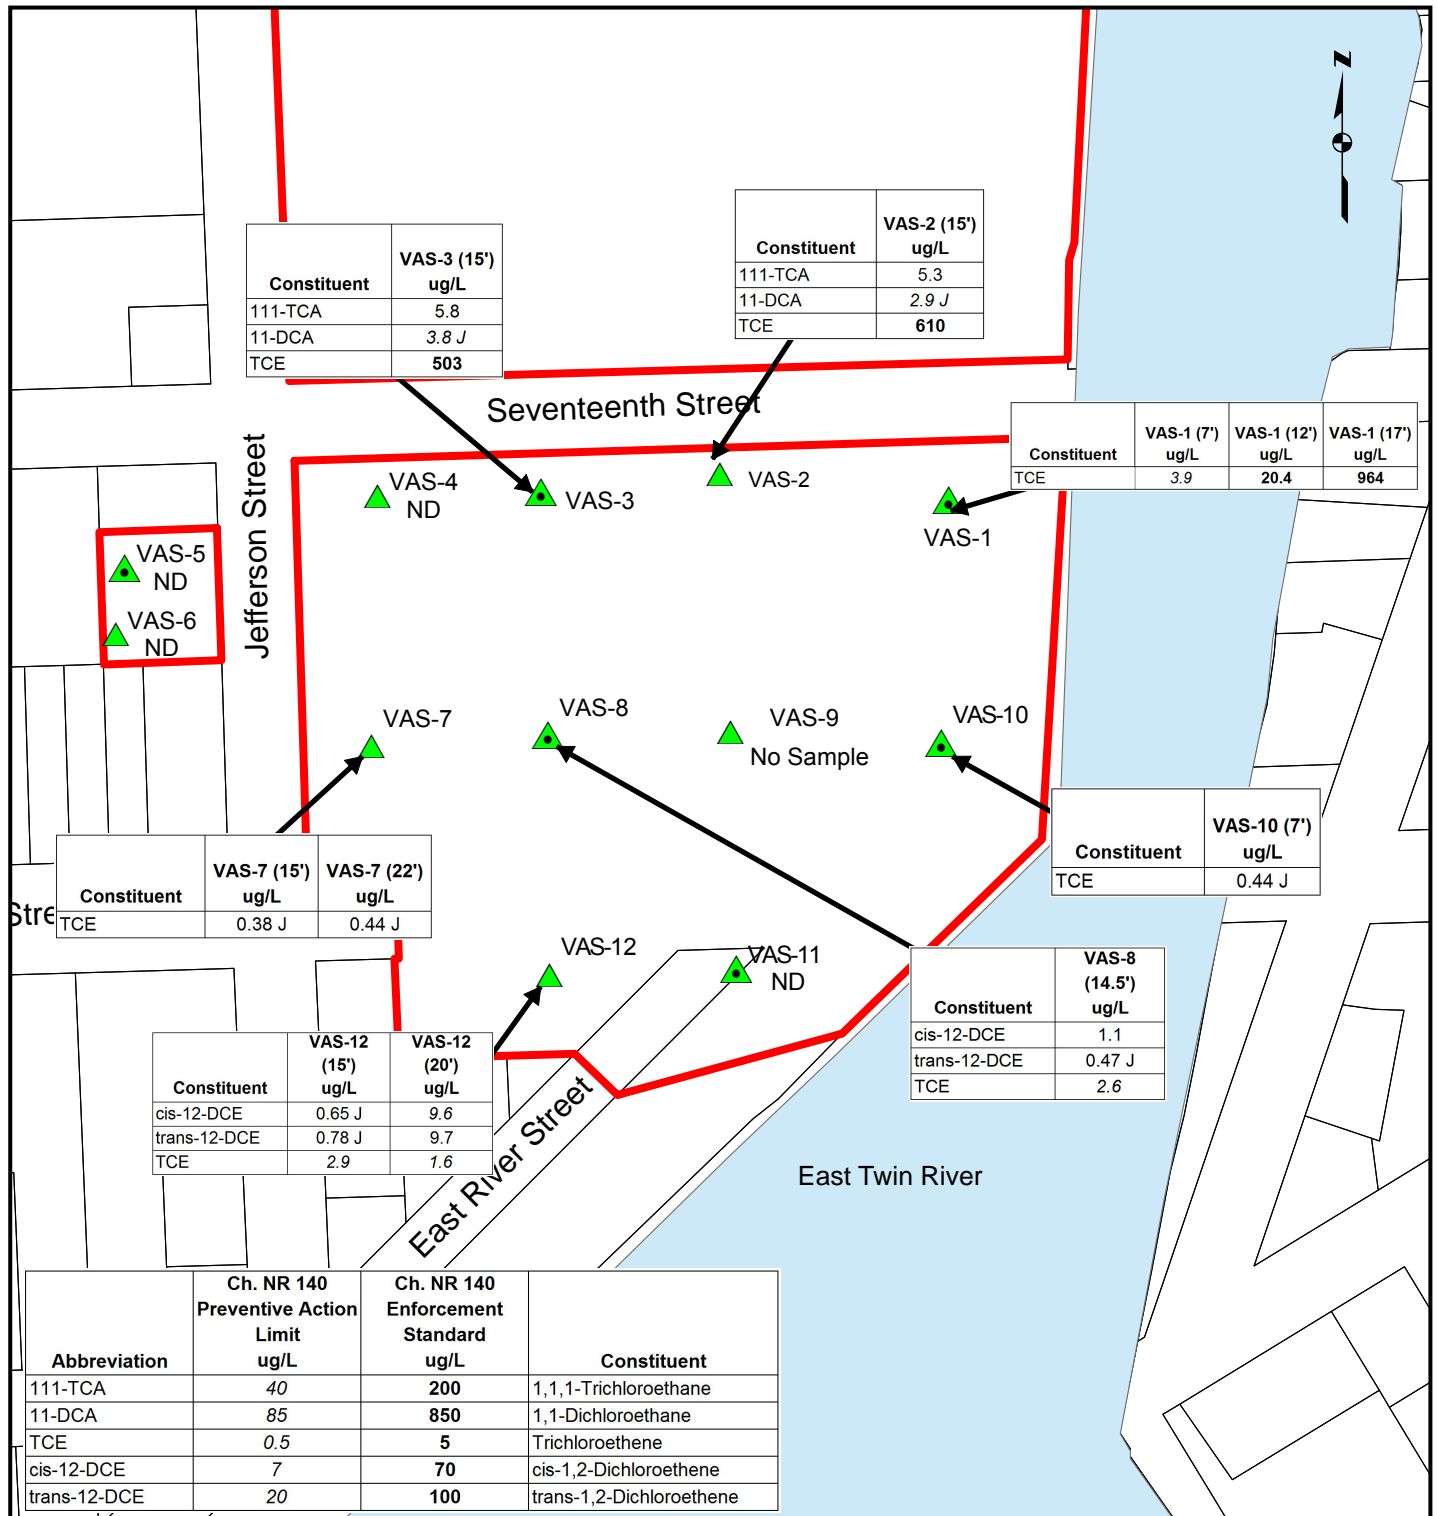 N
VAS-2 (15')
Constituent ug/L
111-TCA 5.3
11-DCA 2.9 J
TCE 610
VAS-3 (15')
Constituent ug/L
111-TCA 5.8
11-DCA 3.8 J
TCE 503
Seventeenth Street
Jefferson Street
VAS-1 (7') VAS-1 (12') VAS-1 (17')
Constituent ug/L ug/L ug/L
TCE 3.9 20.4 964
VAS-4
ND
VAS-3
VAS-2
VAS-1
VAS-5
ND
VAS-6
ND
VAS-7
VAS-8
VAS-9
No Sample
VAS-10
VAS-10 (7')
Constituent ug/L
TCE 0.44 J
VAS-7 (15') VAS-7 (22')
Constituent ug/L ug/L
TCE 0.38 J 0.44 J
Stre
VAS-12
VAS-11
ND
VAS-8
(14.5')
Constituent ug/L
cis-12-DCE 1.1
trans-12-DCE 0.47 J
TCE 2.6
VAS-12 VAS-12
(15') (20')
Constituent ug/L ug/L
cis-12-DCE 0.65 J 9.6
trans-12-DCE 0.78 J 9.7
TCE 2.9 1.6
East River Street
East Twin River
Ch. NR 140 Ch. NR 140
Preventive Action Enforcement
Limit Standard
Abbreviation ug/L ug/L Constituent
111-TCA 40 200 1,1,1-Trichloroethane
11-DCA 85 850 1,1-Dichloroethane
TCE 0.5 5 Trichloroethene
cis-12-DCE 7 70 cis-1,2-Dichloroethene
trans-12-DCE 20 100 trans-1,2-Dichloroethene